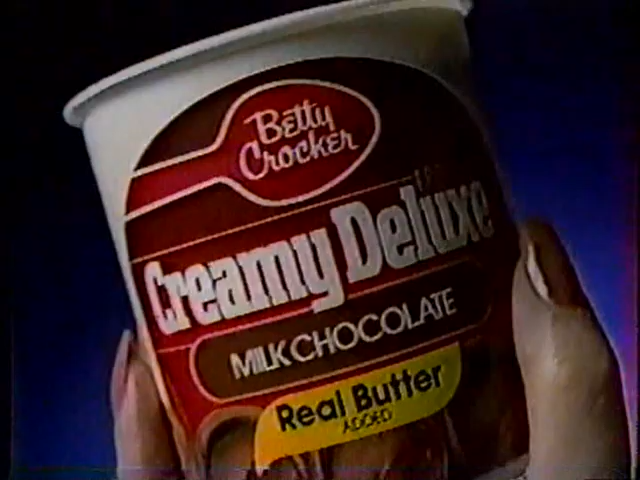 Betty
Crocker
Creamy Deluxe
MILK CHOCOLATE
Real Butter
ADDED